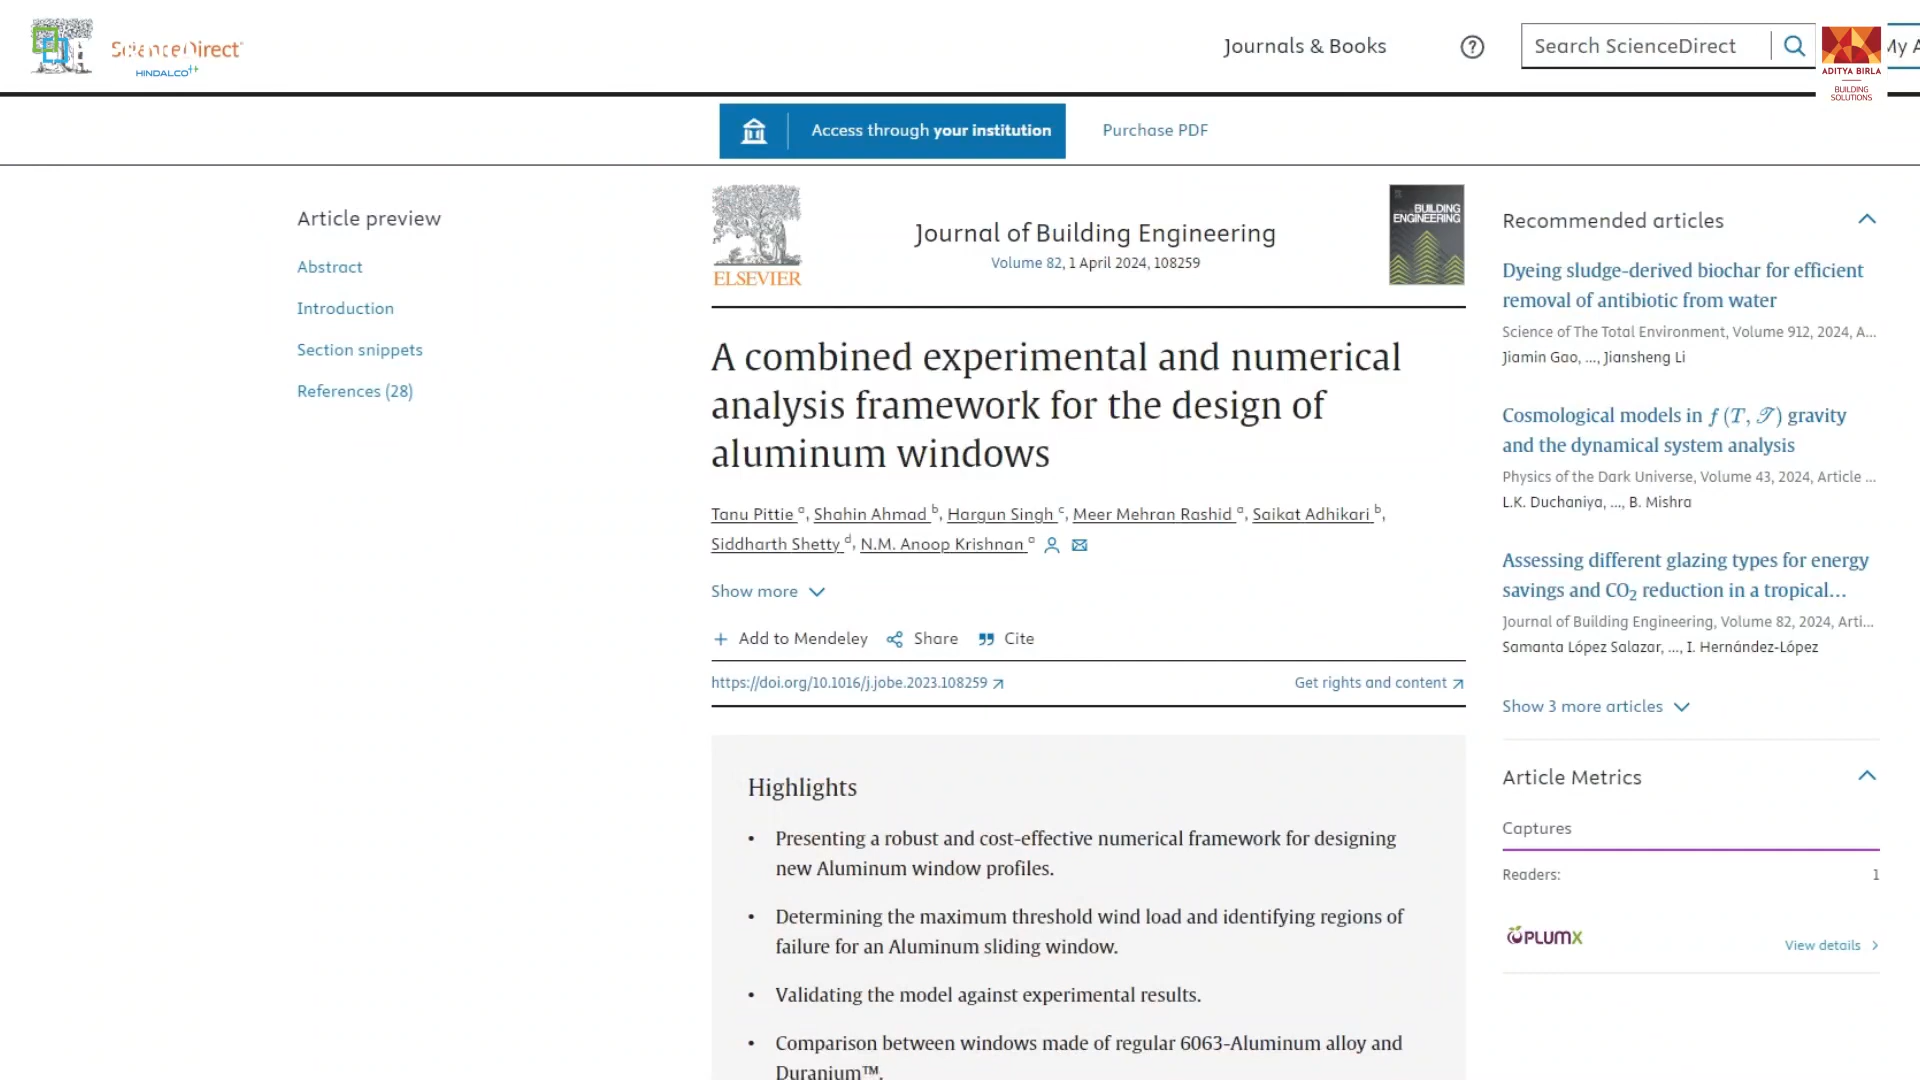 ScienceDirect
HINDALCO++
Journals & Books
Search ScienceDirect
My A
ADITYA BIRLA
BUILDING
SOLUTIONS
Access through your institution
Purchase PDF
Article preview
Abstract
Introduction
Section snippets
References (28)
ELSEVIER
Journal of Building Engineering
Volume 82, 1 April 2024, 108259
BUILDING
ENGINEERING
A combined experimental and numerical
analysis framework for the design of
aluminum windows
Tanu Pittie a, Shahin Ahmad b, Hargun Singh c, Meer Mehran Rashid a, Saikat Adhikari b,
Siddharth Shetty d, N.M. Anoop Krishnan a
Show more
Add to Mendeley Share Cite
https://doi.org/10.1016/j.jobe.2023.108259
Get rights and content
Highlights
• Presenting a robust and cost-effective numerical framework for designing
new Aluminum window profiles.
• Determining the maximum threshold wind load and identifying regions of
failure for an Aluminum sliding window.
• Validating the model against experimental results.
• Comparison between windows made of regular 6063-Aluminum alloy and
Duranium™.
Recommended articles
Dyeing sludge-derived biochar for efficient
removal of antibiotic from water
Science of The Total Environment, Volume 912, 2024, A...
Jiamin Gao, ..., Jiansheng Li
Cosmological models in f (T, 𝒯) gravity
and the dynamical system analysis
Physics of the Dark Universe, Volume 43, 2024, Article ...
L.K. Duchaniya, ..., B. Mishra
Assessing different glazing types for energy
savings and CO₂ reduction in a tropical...
Journal of Building Engineering, Volume 82, 2024, Arti...
Samanta López Salazar, ..., I. Hernández-López
Show 3 more articles
Article Metrics
Captures
Readers: 1
PLUMX
View details